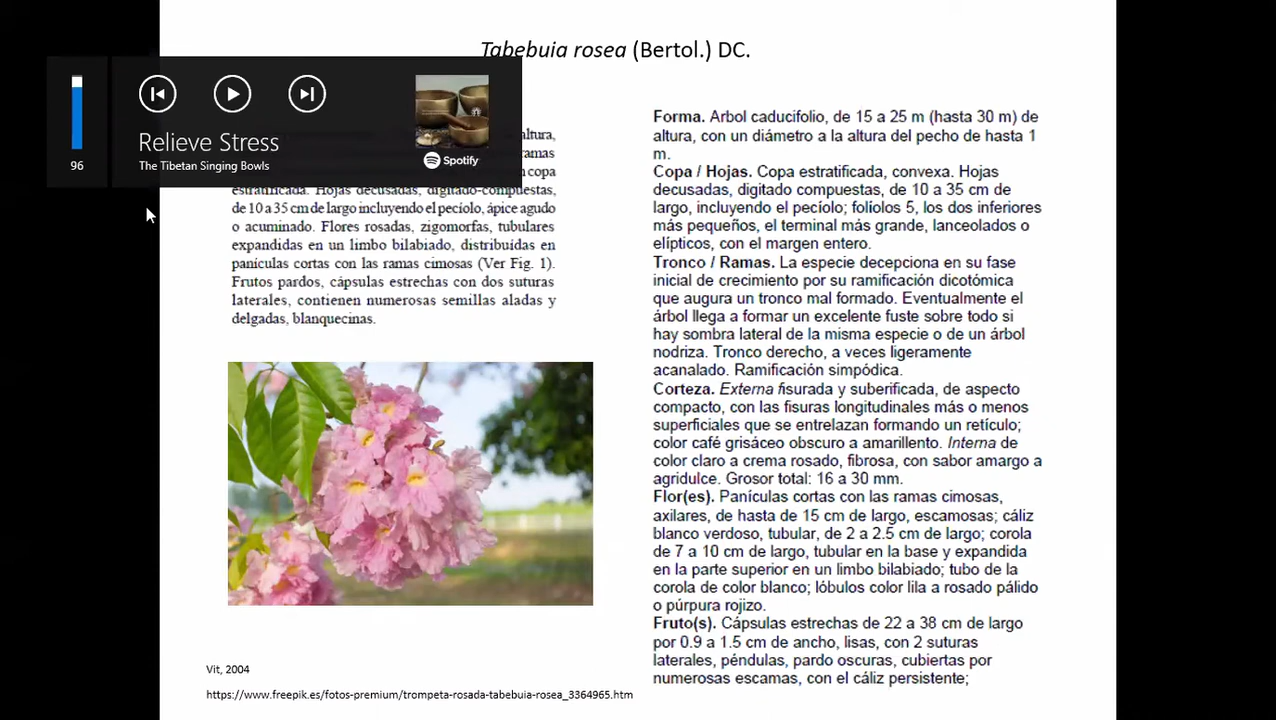 Tabebuia rosea (Bertol.) DC.
96
Relieve Stress
The Tibetan Singing Bowls
Spotify
altura,
ramas
copa
estratificada. Hojas decusadas, digitado-compuestas,
de 10 a 35 cm de largo incluyendo el pecíolo, ápice agudo
o acuminado. Flores rosadas, zigomorfas, tubulares
expandidas en un limbo bilabiado, distribuidas en
panículas cortas con las ramas cimosas (Ver Fig. 1).
Frutos pardos, cápsulas estrechas con dos suturas
laterales, contienen numerosas semillas aladas y
delgadas, blanquecinas.
Vit, 2004
https://www.freepik.es/fotos-premium/trompeta-rosada-tabebuia-rosea_3364965.htm
Forma. Arbol caducifolio, de 15 a 25 m (hasta 30 m) de
altura, con un diámetro a la altura del pecho de hasta 1
m.
Copa / Hojas. Copa estratificada, convexa. Hojas
decusadas, digitado compuestas, de 10 a 35 cm de
largo, incluyendo el pecíolo; folíolos 5, los dos inferiores
más pequeños, el terminal más grande, lanceolados o
elípticos, con el margen entero.
Tronco / Ramas. La especie decepciona en su fase
inicial de crecimiento por su ramificación dicotómica
que augura un tronco mal formado. Eventualmente el
árbol llega a formar un excelente fuste sobre todo si
hay sombra lateral de la misma especie o de un árbol
nodriza. Tronco derecho, a veces ligeramente
acanalado. Ramificación simpódica.
Corteza. Externa fisurada y suberificada, de aspecto
compacto, con las fisuras longitudinales más o menos
superficiales que se entrelazan formando un retículo;
color café grisáceo obscuro a amarillento. Interna de
color claro a crema rosado, fibrosa, con sabor amargo a
agridulce. Grosor total: 16 a 30 mm.
Flor(es). Panículas cortas con las ramas cimosas,
axilares, de hasta de 15 cm de largo, escamosas; cáliz
blanco verdoso, tubular, de 2 a 2.5 cm de largo; corola
de 7 a 10 cm de largo, tubular en la base y expandida
en la parte superior en un limbo bilabiado; tubo de la
corola de color blanco; lóbulos color lila a rosado pálido
o púrpura rojizo.
Fruto(s). Cápsulas estrechas de 22 a 38 cm de largo
por 0.9 a 1.5 cm de ancho, lisas, con 2 suturas
laterales, péndulas, pardo oscuras, cubiertas por
numerosas escamas, con el cáliz persistente;